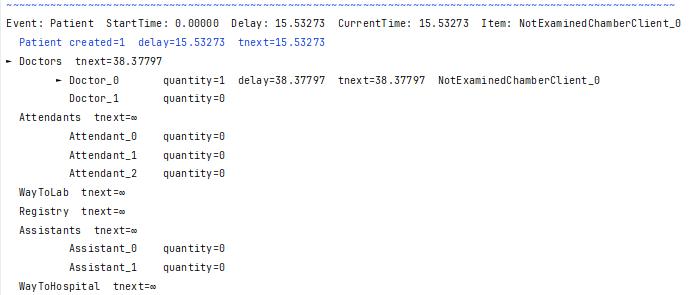 Event: Patient  StartTime: 0.00000  Delay: 15.53273  CurrentTime: 15.53273  Item: NotExaminedChamberClient_0
Patient created=1  delay=15.53273  tnext=15.53273
► Doctors  tnext=38.37797
► Doctor_0  quantity=1  delay=38.37797  tnext=38.37797  NotExaminedChamberClient_0
Doctor_1  quantity=0
Attendants  tnext=∞
Attendant_0  quantity=0
Attendant_1  quantity=0
Attendant_2  quantity=0
WayToLab  tnext=∞
Registry  tnext=∞
Assistants  tnext=∞
Assistant_0  quantity=0
Assistant_1  quantity=0
WayToHospital  tnext=∞